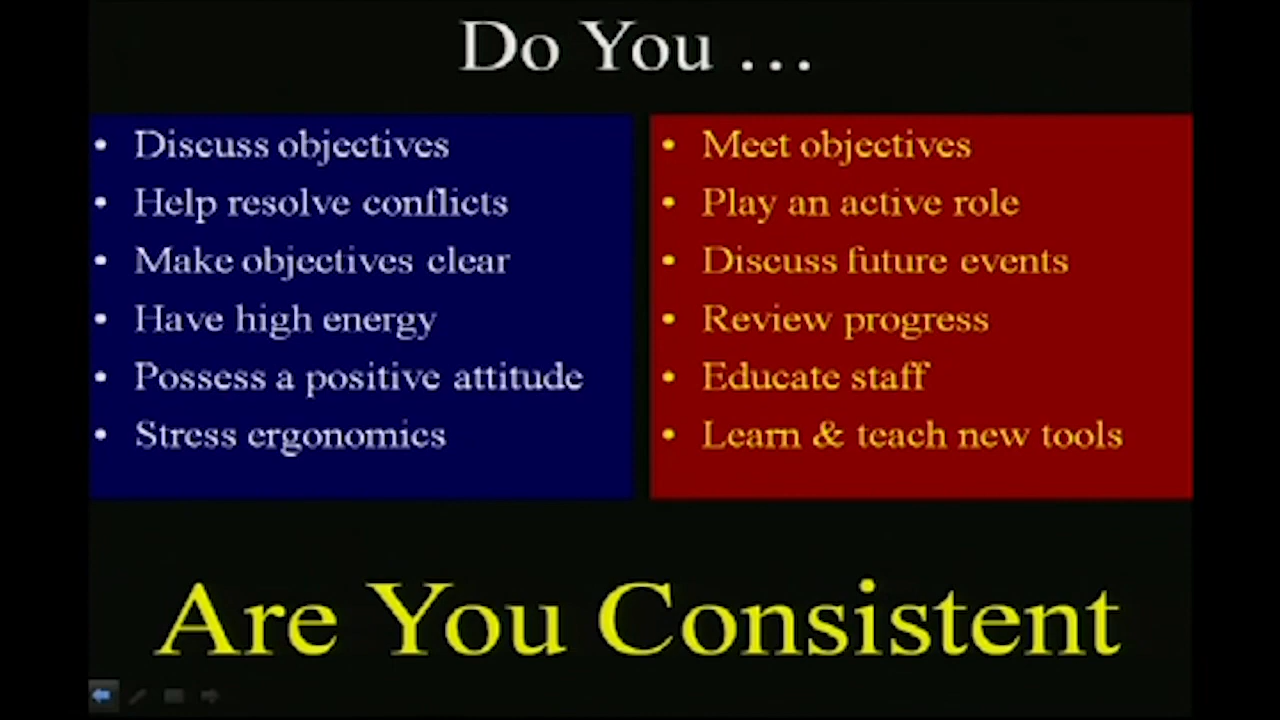 Do You …
• Discuss objectives
• Help resolve conflicts
• Make objectives clear
• Have high energy
• Possess a positive attitude
• Stress ergonomics
• Meet objectives
• Play an active role
• Discuss future events
• Review progress
• Educate staff
• Learn & teach new tools
Are You Consistent